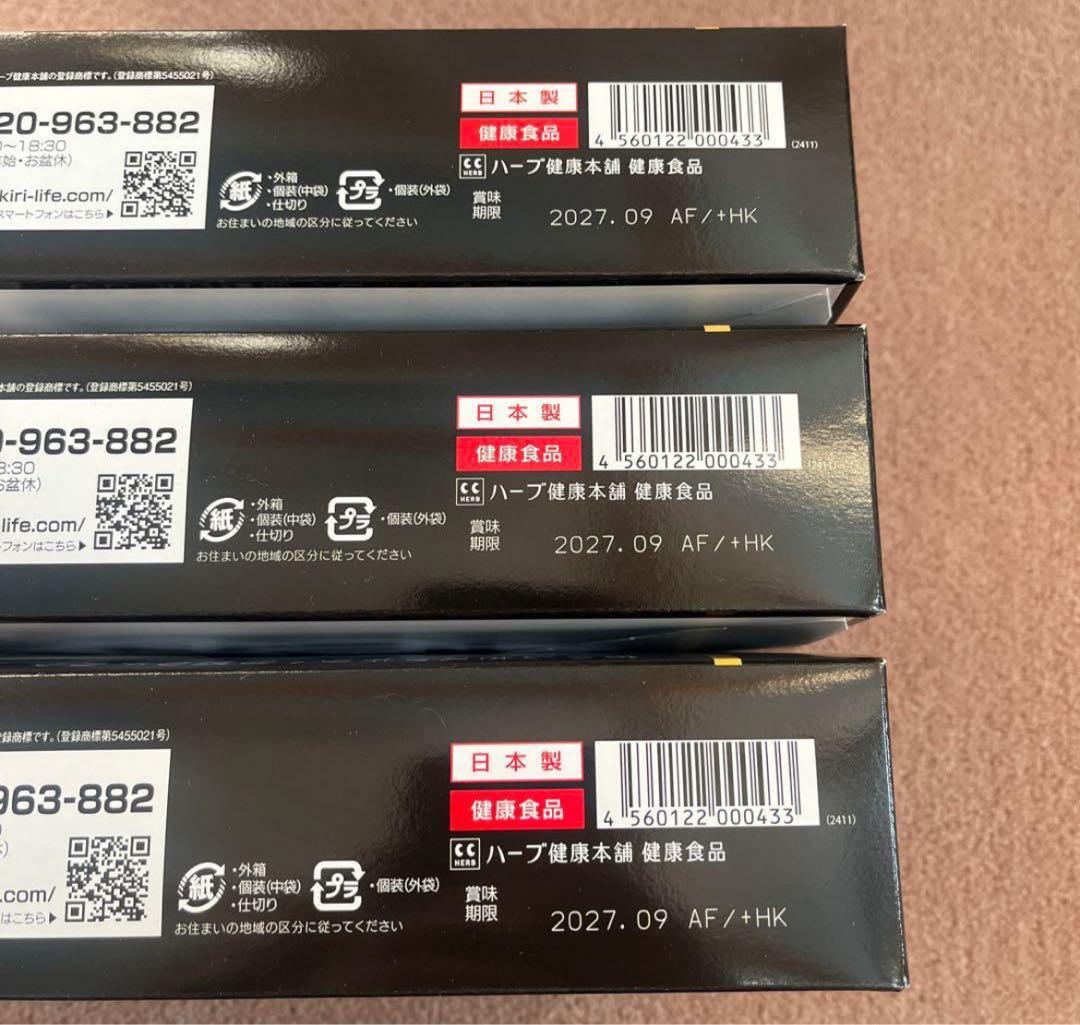 ーブ健康本舗の登録商標です。(登録商標第5455021号)
20-963-882
～18:30
年始・お盆休)
kiri-life.com/
スマートフォンはこちら▶
紙
・外箱
・個装(中袋)
・仕切り
プラ
・個装(外袋)
お住まいの地域の区分に従ってください
日本製
健康食品
4 560122 000433
(2411)
HERB
ハーブ健康本舗 健康食品
賞味
期限
2027.09 AF/+HK
本舗の登録商標です。(登録商標第5455021号)
-963-882
8:30
お盆休)
-life.com/
トフォンはこちら▶
紙
・外箱
・個装(中袋)
・仕切り
プラ
・個装(外袋)
お住まいの地域の区分に従ってください
日本製
健康食品
4 560122 000433
(2411)
HERB
ハーブ健康本舗 健康食品
賞味
期限
2027.09 AF/+HK
登録商標です。(登録商標第5455021号)
963-882
.com/
はこちら▶
紙
・外箱
・個装(中袋)
・仕切り
プラ
・個装(外袋)
お住まいの地域の区分に従ってください
日本製
健康食品
4 560122 000433
(2411)
HERB
ハーブ健康本舗 健康食品
賞味
期限
2027.09 AF/+HK